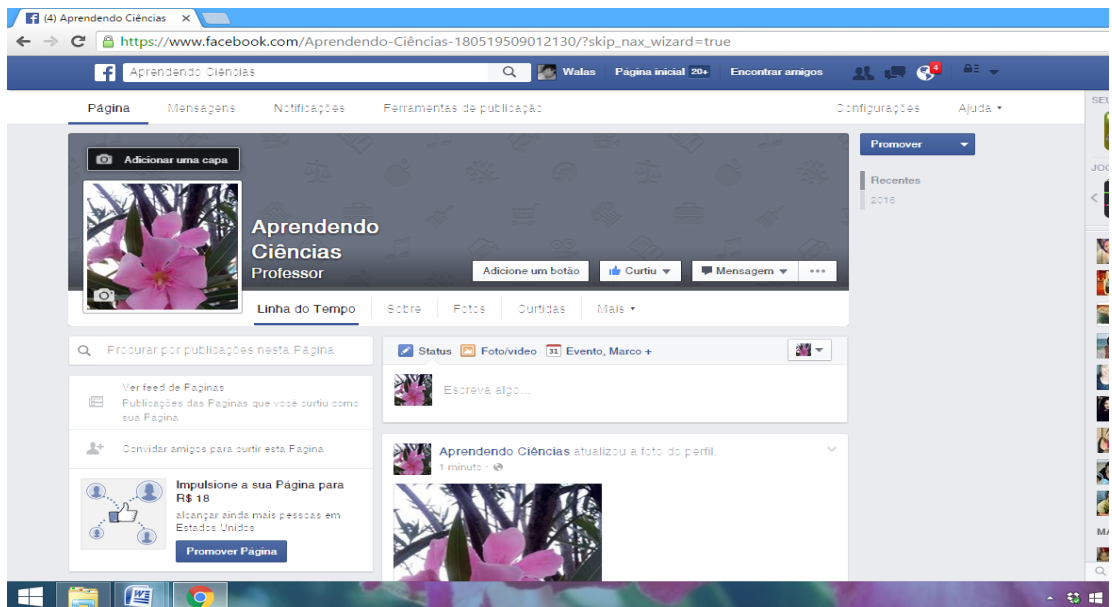 (4) Aprendendo Ciências
https://www.facebook.com/Aprendendo-Ciências-180519509012130/?skip_nax_wizard=true
Aprendendo Ciências
Walas
Página inicial 20+
Encontrar amigos
4
Página
Mensagens
Notificações
Ferramentas de publicação
Configurações
Ajuda
SEU
Adicionar uma capa
Promover
JOG
Recentes
2016
Aprendendo
Ciências
Professor
Adicione um botão
Curtiu
Mensagem
Linha do Tempo
Sobre
Fotos
Curtidas
Mais
Procurar por publicações nesta Página
Status
Foto/vídeo
31
Evento, Marco +
Escreva algo...
Ver feed de Páginas
Publicações das Páginas que você curtiu como
sua Página
Convidar amigos para curtir esta Página
Aprendendo Ciências atualizou a foto do perfil.
1 minuto
Impulsione a sua Página para
R$ 18
alcançar ainda mais pessoas em
Estados Unidos
Promover Página
MA